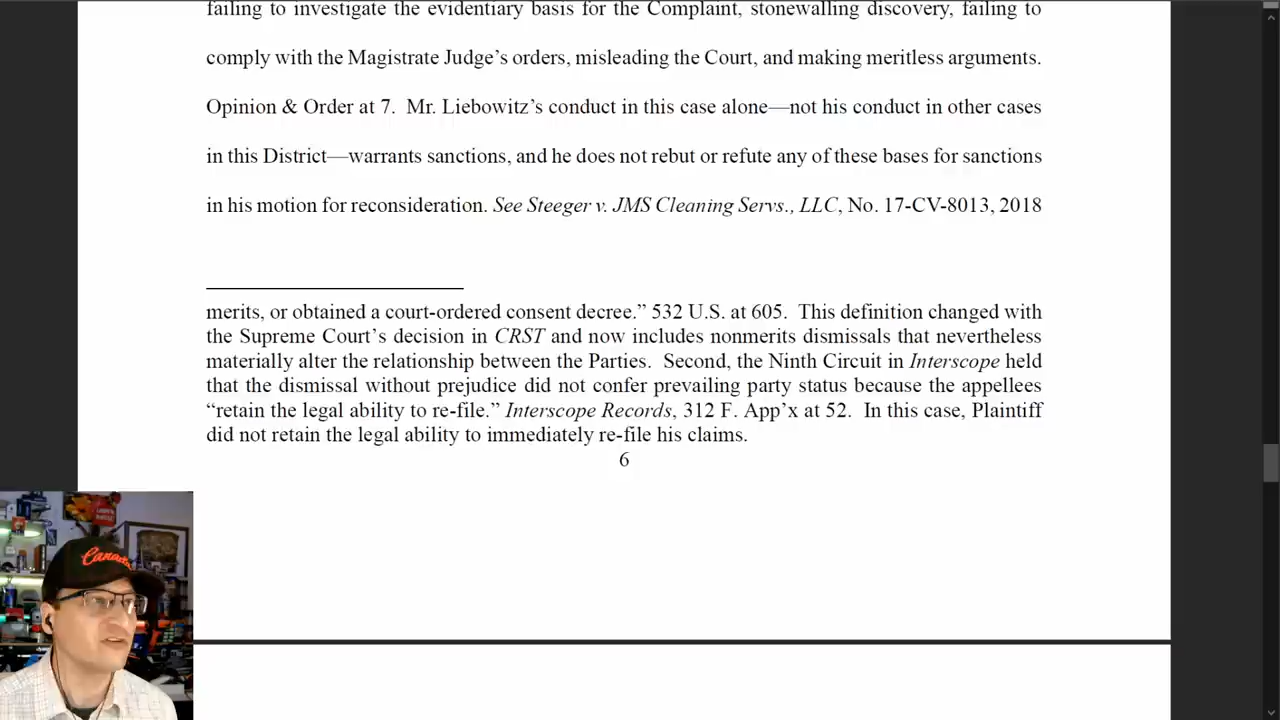 failing to investigate the evidentiary basis for the Complaint, stonewalling discovery, failing to
comply with the Magistrate Judge's orders, misleading the Court, and making meritless arguments.
Opinion & Order at 7.  Mr. Liebowitz's conduct in this case alone—not his conduct in other cases
in this District—warrants sanctions, and he does not rebut or refute any of these bases for sanctions
in his motion for reconsideration. See Steeger v. JMS Cleaning Servs., LLC, No. 17-CV-8013, 2018
merits, or obtained a court-ordered consent decree.” 532 U.S. at 605.  This definition changed with
the Supreme Court's decision in CRST and now includes nonmerits dismissals that nevertheless
materially alter the relationship between the Parties.  Second, the Ninth Circuit in Interscope held
that the dismissal without prejudice did not confer prevailing party status because the appellees
“retain the legal ability to re-file.” Interscope Records, 312 F. App'x at 52.  In this case, Plaintiff
did not retain the legal ability to immediately re-file his claims.
6
Canada